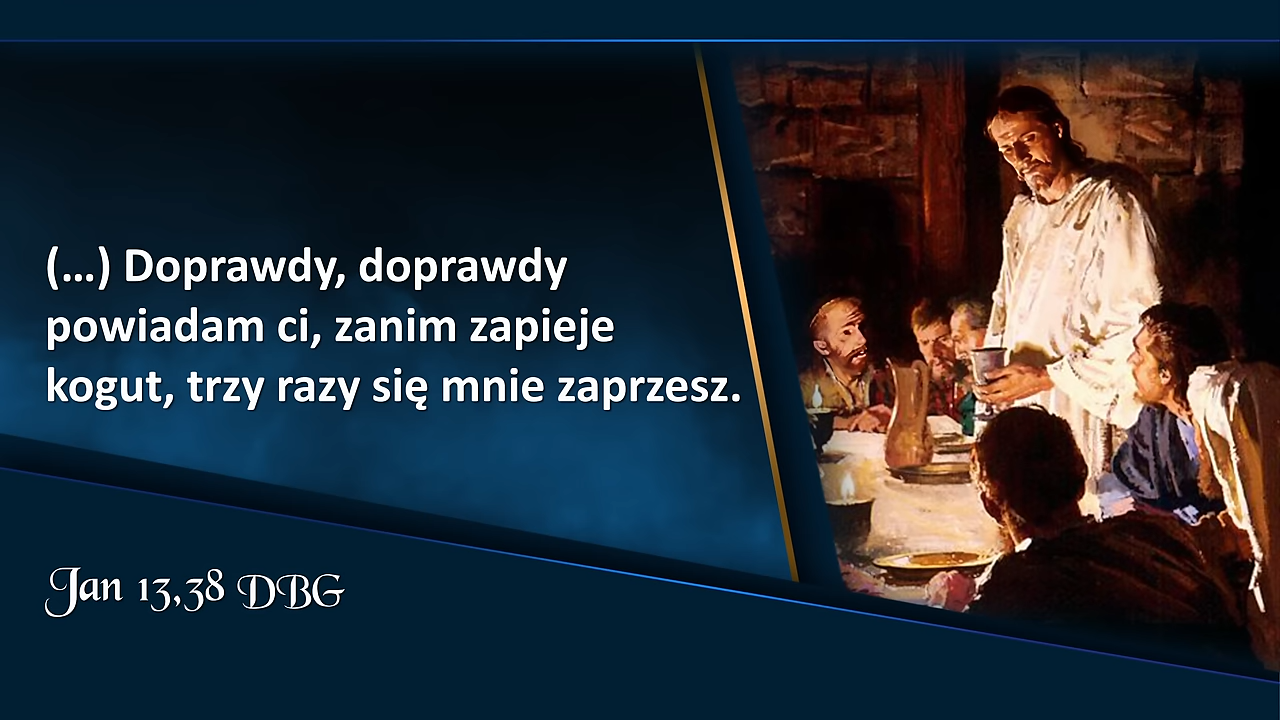 (…) Doprawdy, doprawdy
powiadam ci, zanim zapieje
kogut, trzy razy się mnie zaprzesz.
Jan 13,38 DBG